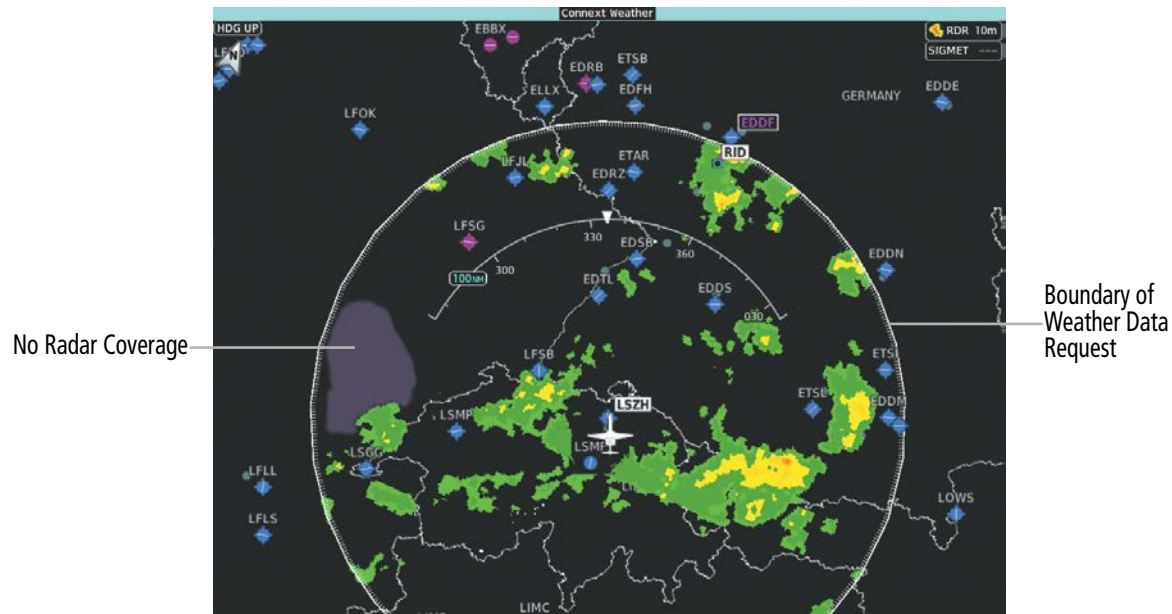 Connext Weather
HDG UP
N
RDR 10m
SIGMET ---
EBBX
EDRB
ETSB
EDFH
ELLX
GERMANY
EDDE
LFOK
EDDF
RID
LFJL
ETAR
EDRZ
LFSG
330
360
EDSB
300
100NM
EDTL
EDDS
030
EDDN
No Radar Coverage
Boundary of
Weather Data
Request
LFSB
ETSI
ETSL
EDDM
LSZH
LSMP
LSGG
LFLL
LFLS
LOWS
LIMC